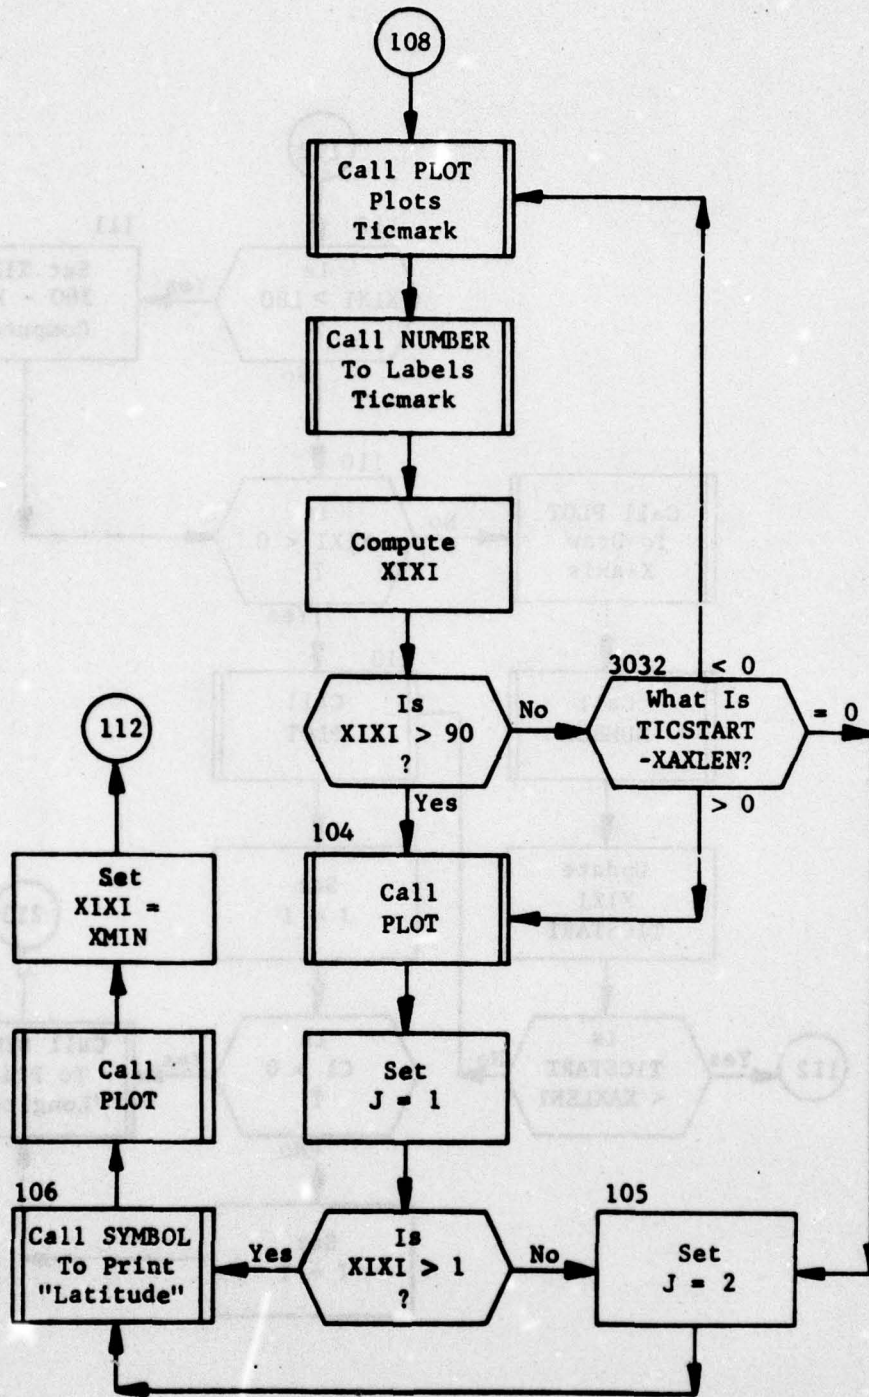 108
Call PLOT
Plots
Ticmark
Call NUMBER
To Labels
Ticmark
Compute
XIXI
Is
XIXI > 90
?
No
Yes
3032
< 0
What Is
TICSTART
-XAXLEN?
= 0
> 0
112
Set
XIXI =
XMIN
104
Call
PLOT
Call
PLOT
Set
J = 1
106
Call SYMBOL
To Print
"Latitude"
Yes
Is
XIXI > 1
?
No
105
Set
J = 2